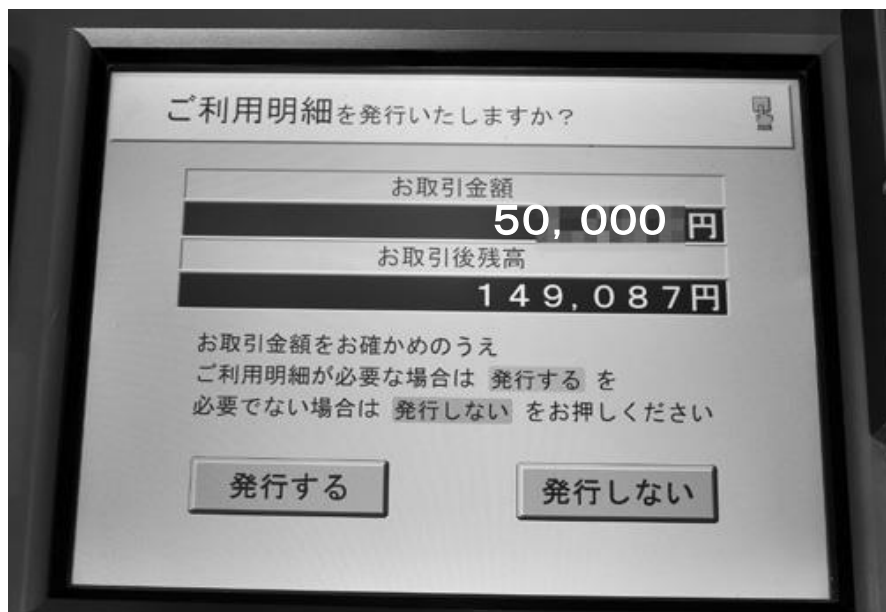 ご利用明細を発行いたしますか？
お取引金額
50,000円
お取引後残高
149,087円
お取引金額をお確かめのうえ
ご利用明細が必要な場合は 発行する を
必要でない場合は 発行しない をお押しください
発行する
発行しない